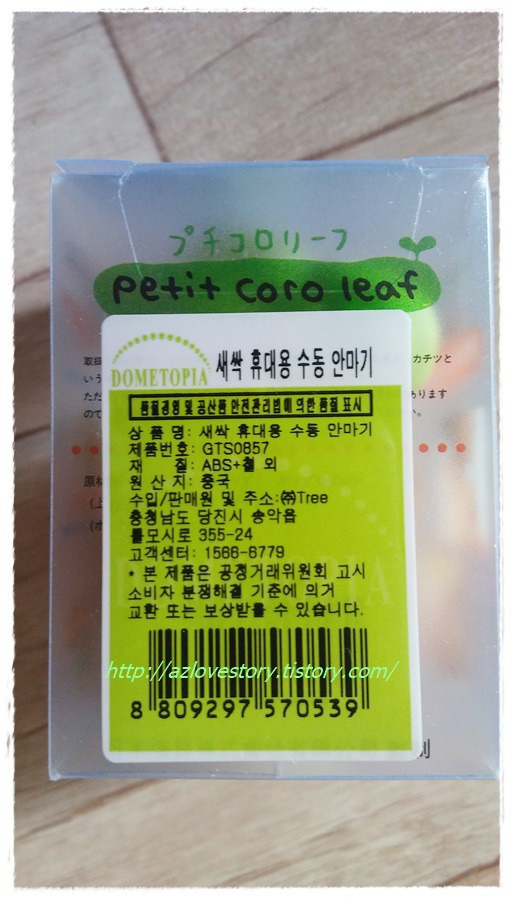 プチコロリーフ
Petit coro leaf
DOMETOPIA 새싹 휴대용 수동 안마기
품질경영 및 공산품 안전관리법에 의한 품질 표시
상 품 명: 새싹 휴대용 수동 안마기
제품번호: GTS0857
재 질: ABS+철 외
원 산 지: 중국
수입/판매원 및 주소:㈜Tree
충청남도 당진시 송악읍
틀모시로 355-24
고객센터: 1566-6779
* 본 제품은 공정거래위원회 고시
소비자 분쟁해결 기준에 의거
교환 또는 보상받를 수 있습니다.
http://azlovestory.tistory.com/
8 809297 570539